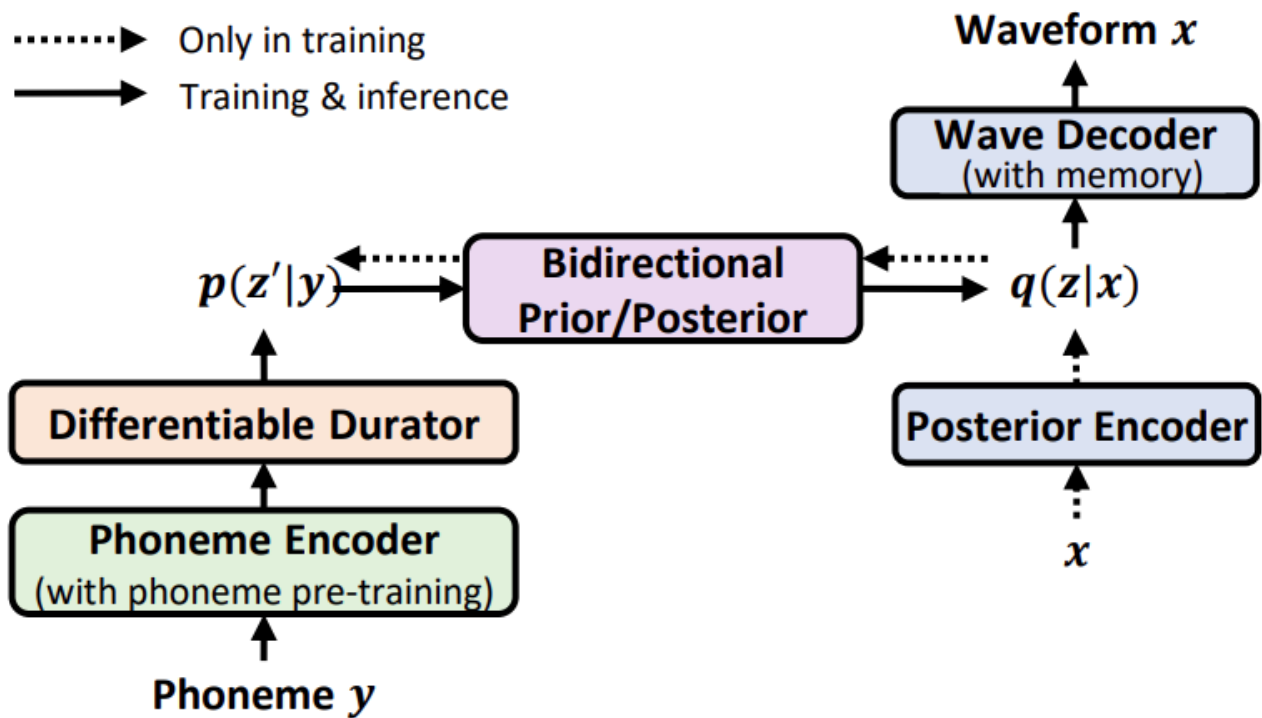 Only in training
Training & inference
Waveform x
Wave Decoder
(with memory)
p(z'|y)
Bidirectional
Prior/Posterior
q(z|x)
Differentiable Durator
Posterior Encoder
Phoneme Encoder
(with phoneme pre-training)
x
Phoneme y